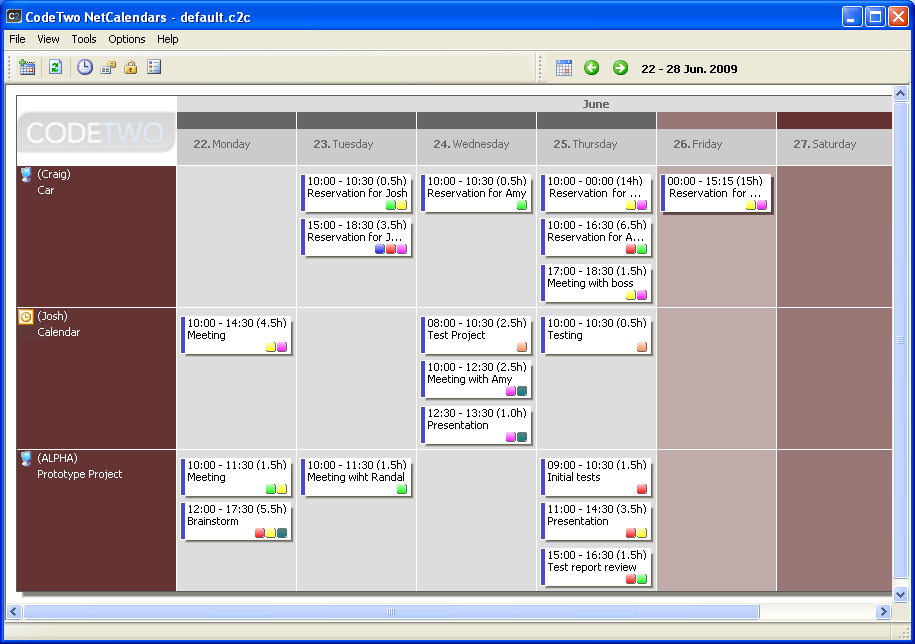 CodeTwo NetCalendars - default.c2c
File View Tools Options Help
22 - 28 Jun. 2009
June
CODETWO
22. Monday 23. Tuesday 24. Wednesday 25. Thursday 26. Friday 27. Saturday
(Craig)
Car
10:00 - 10:30 (0.5h)
Reservation for Josh
15:00 - 18:30 (3.5h)
Reservation for J...
10:00 - 10:30 (0.5h)
Reservation for Amy
10:00 - 00:00 (14h)
Reservation for ...
10:00 - 16:30 (6.5h)
Reservation for A...
17:00 - 18:30 (1.5h)
Meeting with boss
00:00 - 15:15 (15h)
Reservation for ...
(Josh)
Calendar
10:00 - 14:30 (4.5h)
Meeting
08:00 - 10:30 (2.5h)
Test Project
10:00 - 12:30 (2.5h)
Meeting with Amy
12:30 - 13:30 (1.0h)
Presentation
10:00 - 10:30 (0.5h)
Testing
(ALPHA)
Prototype Project
10:00 - 11:30 (1.5h)
Meeting
12:00 - 17:30 (5.5h)
Brainstorm
10:00 - 11:30 (1.5h)
Meeting wiht Randal
09:00 - 10:30 (1.5h)
Initial tests
11:00 - 14:30 (3.5h)
Presentation
15:00 - 16:30 (1.5h)
Test report review